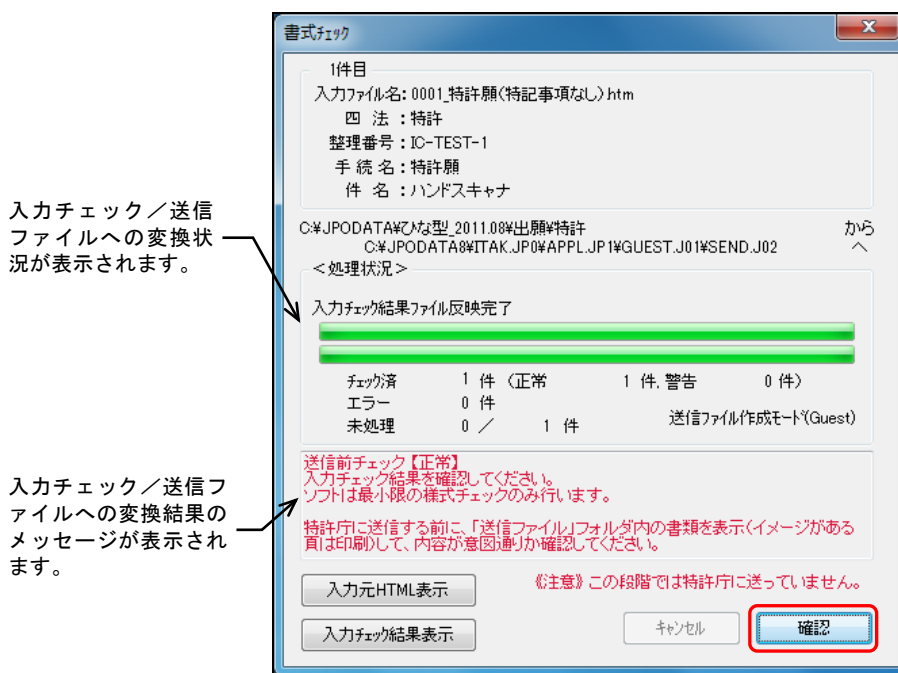 書式ﾁｪｯｸ
1件目
入力ﾌｧｲﾙ名: 0001_特許願(特記事項なし).htm
四 法 : 特許
整理番号 : IC-TEST-1
手 続 名 : 特許願
件 名 : ハンドスキャナ
入力チェック／送信
ファイルへの変換状
況が表示されます。
C:¥JPODATA¥ひな型_2011.08¥出願¥特許 から
C:¥JPODATA8¥ITAK.JP0¥APPL.JP1¥GUEST.J01¥SEND.J02 へ
＜処理状況＞
入力ﾁｪｯｸ結果ﾌｧｲﾙ反映完了
ﾁｪｯｸ済 1 件 (正常 1 件, 警告 0 件)
エラー 0 件
未処理 0 ／ 1 件 送信ﾌｧｲﾙ作成ﾓｰﾄﾞ(Guest)
入力チェック／送信フ
ァイルへの変換結果の
メッセージが表示され
ます。
送信前チェック【正常】
入力チェック結果を確認してください。
ソフトは最小限の様式チェックのみ行います。
特許庁に送信する前に、「送信ファイル」フォルダ内の書類を表示(イメージがある
頁は印刷)して、内容が意図通りか確認してください。
入力元HTML表示
≪注意≫ この段階では特許庁に送っていません。
入力ﾁｪｯｸ結果表示
ｷｬﾝｾﾙ
確認